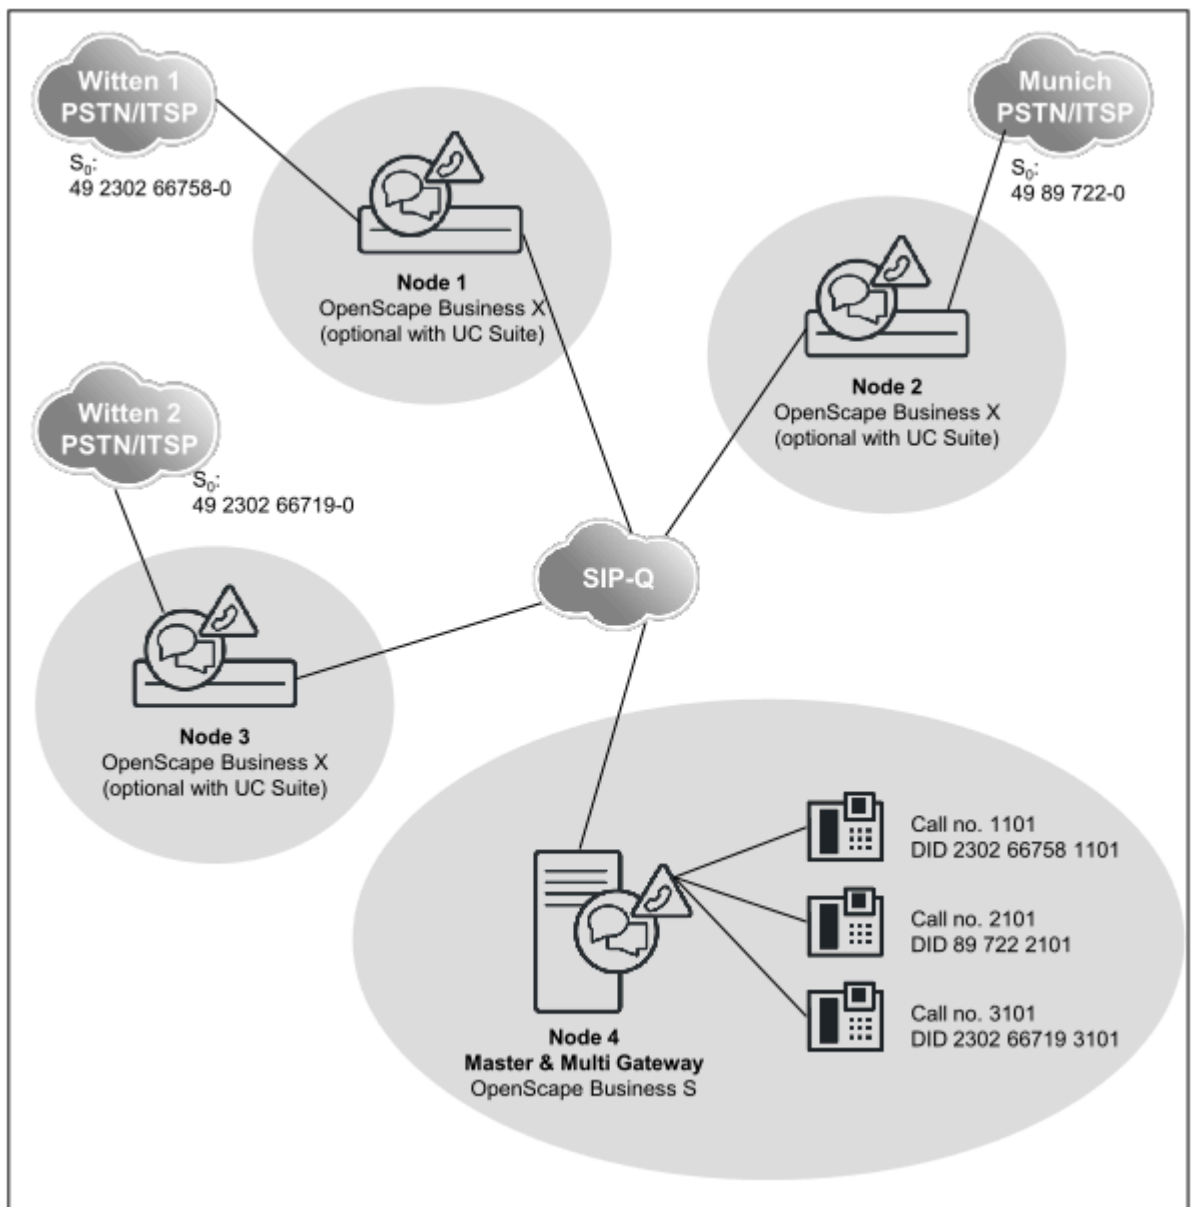 Witten 1
PSTN/ITSP
S₀:
49 2302 66758-0
Munich
PSTN/ITSP
S₀:
49 89 722-0
Node 1
OpenScape Business X
(optional with UC Suite)
Node 2
OpenScape Business X
(optional with UC Suite)
Witten 2
PSTN/ITSP
S₀:
49 2302 66719-0
SIP-Q
Node 3
OpenScape Business X
(optional with UC Suite)
Call no. 1101
DID 2302 66758 1101
Call no. 2101
DID 89 722 2101
Call no. 3101
DID 2302 66719 3101
Node 4
Master & Multi Gateway
OpenScape Business S